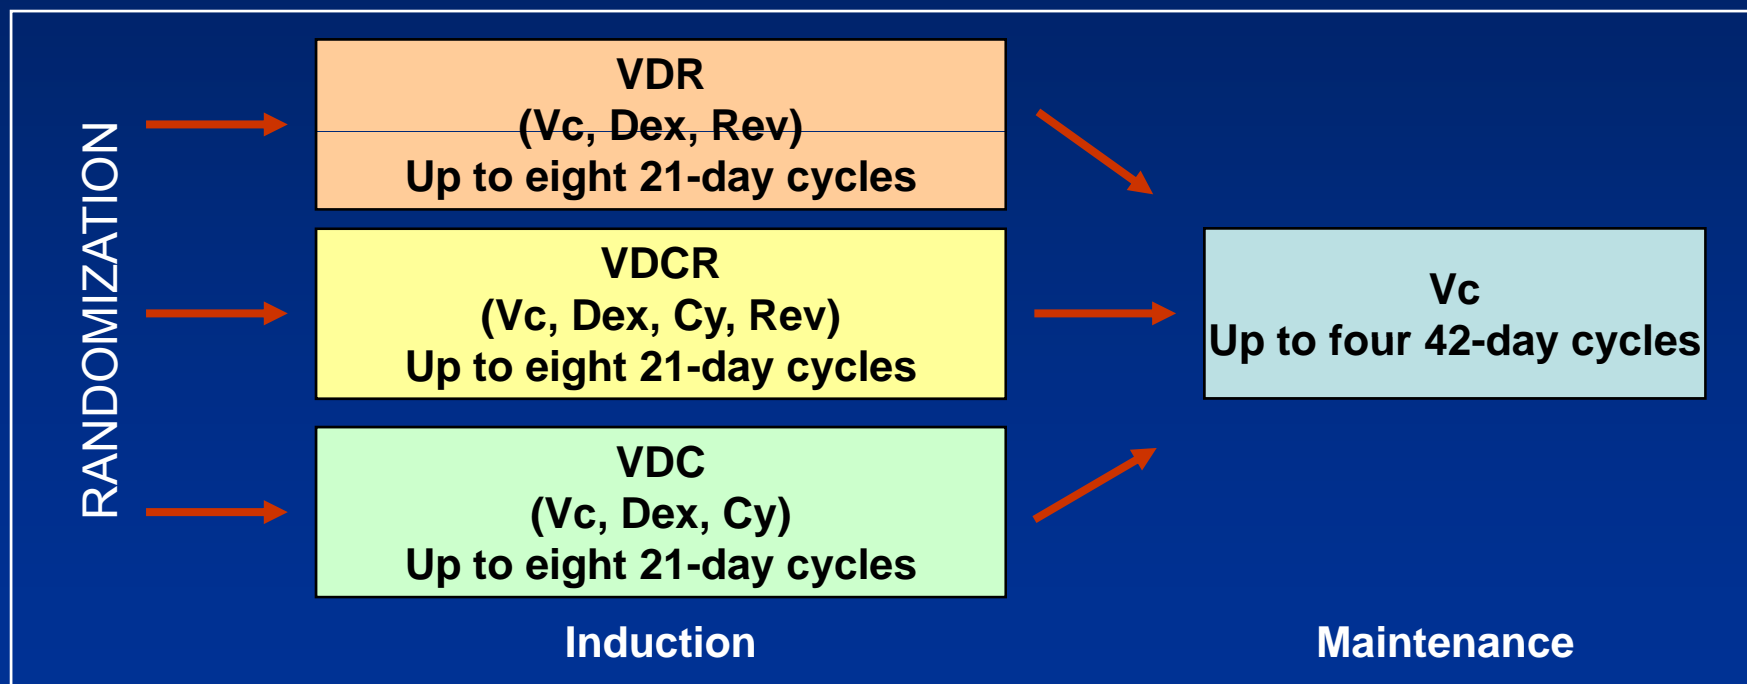 RANDOMIZATION
VDR
(Vc, Dex, Rev)
Up to eight 21-day cycles
VDCR
(Vc, Dex, Cy, Rev)
Up to eight 21-day cycles
VDC
(Vc, Dex, Cy)
Up to eight 21-day cycles
Induction
Vc
Up to four 42-day cycles
Maintenance